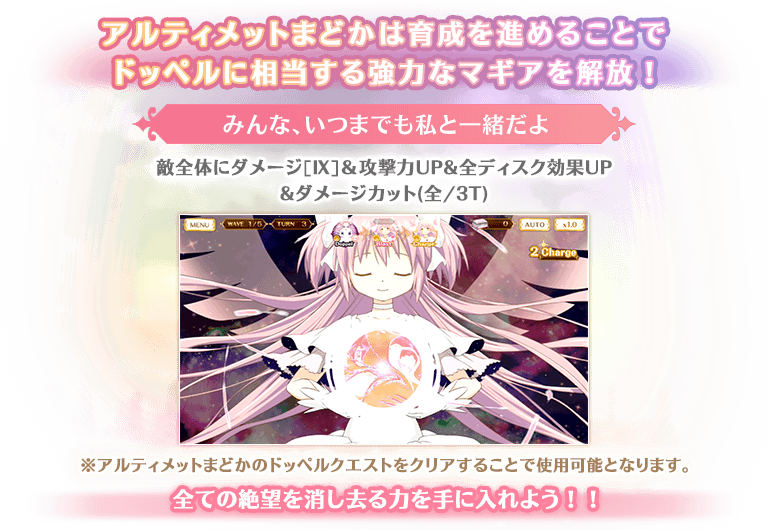 アルティメットまどかは育成を進めることで
ドッペルに相当する強力なマギアを解放！
みんな、いつまでも私と一緒だよ
敵全体にダメージ[Ⅸ]&攻撃力UP&全ディスク効果UP
&ダメージカット(全/3T)
MENU WAVE 1/5 TURN 3 0 AUTO x1.0
Doppel Blast Charge
2 Charge
※アルティメットまどかのドッペルクエストをクリアすることで使用可能となります。
全ての絶望を消し去る力を手に入れよう！！